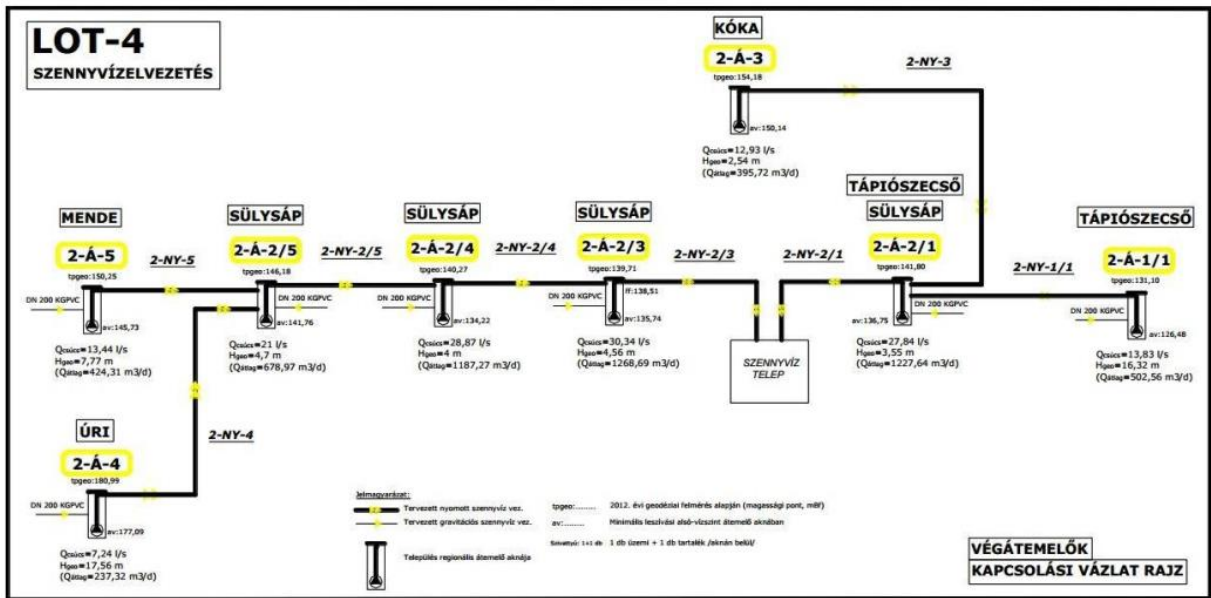 LOT-4
SZENNYVÍZELVEZETÉS
KÓKA
2-Á-3
tpgeo:154,18
av:150,14
Qcsúcs=12,93 l/s
Hgeo=2,54 m
(Qátlag=395,72 m3/d)
2-NY-3
MENDE
2-Á-5
tpgeo:150,25
DN 200 KGPVC
av:145,73
Qcsúcs=13,44 l/s
Hgeo=7,77 m
(Qátlag=424,31 m3/d)
2-NY-5
SÜLYSÁP
2-Á-2/5
tpgeo:146,18
DN 200 KGPVC
av:141,76
Qcsúcs=21 l/s
Hgeo=4,7 m
(Qátlag=678,97 m3/d)
2-NY-2/5
SÜLYSÁP
2-Á-2/4
tpgeo:140,27
DN 200 KGPVC
av:134,22
Qcsúcs=28,87 l/s
Hgeo=4 m
(Qátlag=1187,27 m3/d)
2-NY-2/4
SÜLYSÁP
2-Á-2/3
tpgeo:139,71
DN 200 KGPVC
ff:138,51
av:135,74
Qcsúcs=30,34 l/s
Hgeo=4,56 m
(Qátlag=1268,69 m3/d)
2-NY-2/3
SZENNYVÍZ
TELEP
2-NY-2/1
TÁPIÓSZECSŐ
SÜLYSÁP
2-Á-2/1
tpgeo:141,80
DN 200 KGPVC
av:136,75
Qcsúcs=27,84 l/s
Hgeo=3,55 m
(Qátlag=1227,64 m3/d)
2-NY-1/1
TÁPIÓSZECSŐ
2-Á-1/1
tpgeo:131,10
DN 200 KGPVC
av:126,48
Qcsúcs=13,83 l/s
Hgeo=16,32 m
(Qátlag=502,56 m3/d)
ÚRI
2-Á-4
tpgeo:180,99
DN 200 KGPVC
av:177,09
Qcsúcs=7,24 l/s
Hgeo=17,56 m
(Qátlag=237,32 m3/d)
2-NY-4
Jelmagyarázat:
Tervezett nyomott szennyvíz vez.
Tervezett gravitációs szennyvíz vez.
Település regionális átemelő aknája
tpgeo:......... 2012. évi geodéziai felmérés alapján (magassági pont, mBf)
av:......... Minimális leszívási alsó-vízszint átemelő aknában
Szivattyú: 1+1 db 1 db üzemi + 1 db tartalék /aknán belül/
VÉGÁTEMELŐK
KAPCSOLÁSI VÁZLAT RAJZ